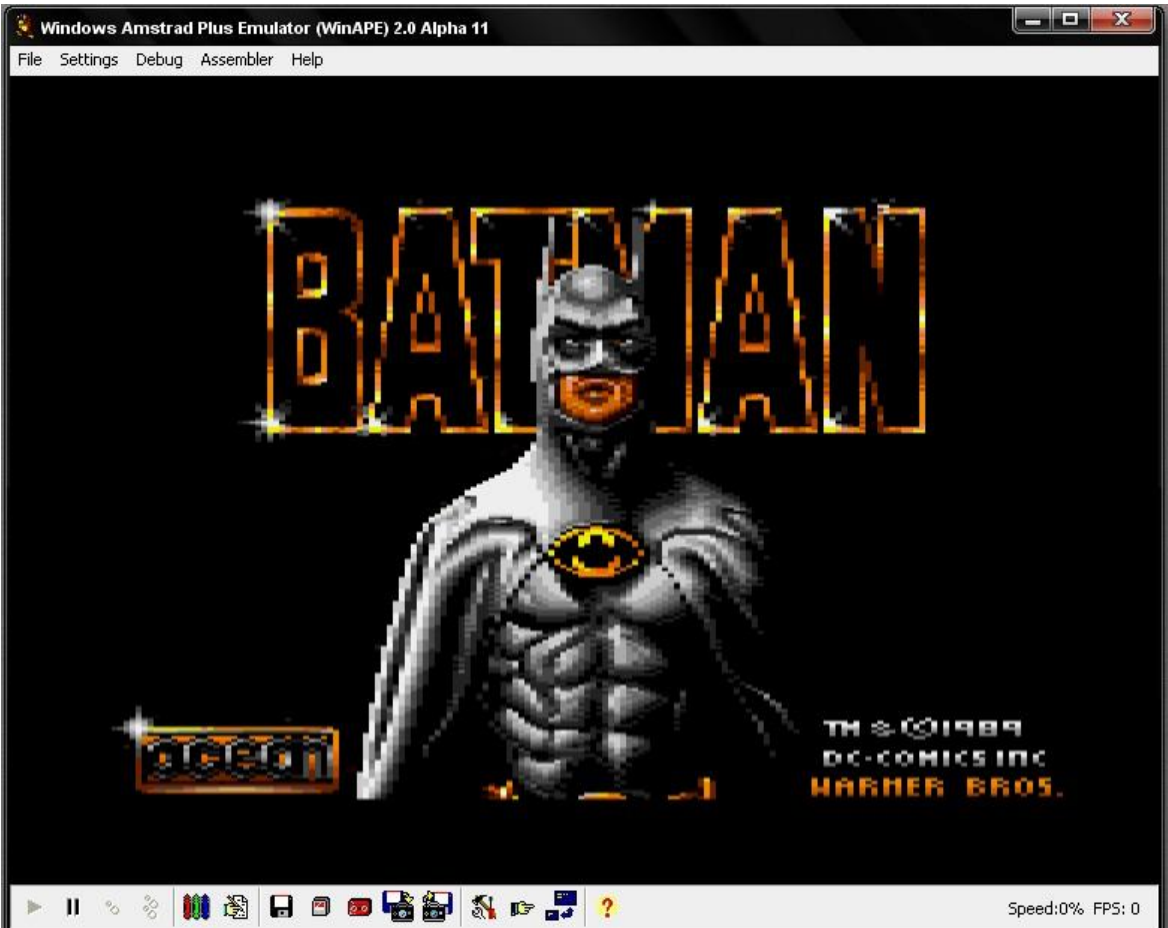 Windows Amstrad Plus Emulator (WinAPE) 2.0 Alpha 11
File Settings Debug Assembler Help
BATMAN
ocean
TM & ©1989
DC-COMICS INC
WARNER BROS.
Speed:0% FPS: 0